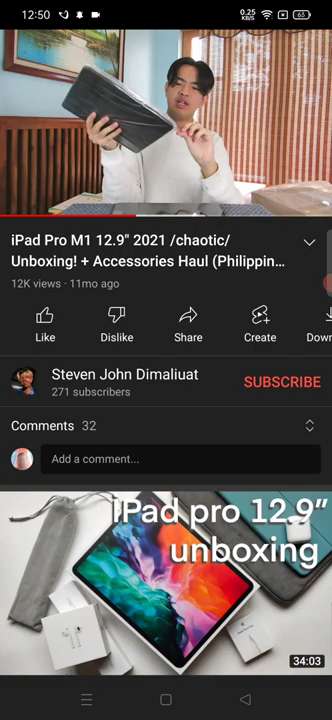 12:50
0.25
KB/S
63
iPad Pro M1 12.9" 2021 /chaotic/
Unboxing! + Accessories Haul (Philippin...
12K views · 11mo ago
Like
Dislike
Share
Create
Down
Steven John Dimaliuat
271 subscribers
SUBSCRIBE
Comments 32
Add a comment...
iPad pro 12.9”
unboxing
34:03